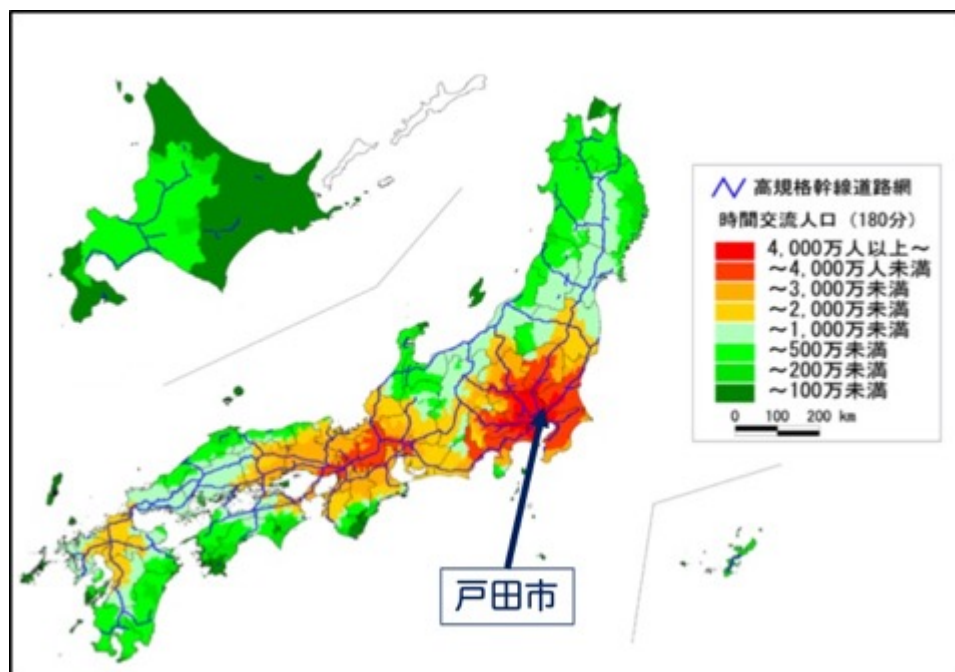 高規格幹線道路網
時間交流人口(180分)
4,000万人以上~
~4,000万人未満
~3,000万未満
~2,000万未満
~1,000万未満
~500万未満
~200万未満
~100万未満
0 100 200 km
戸田市